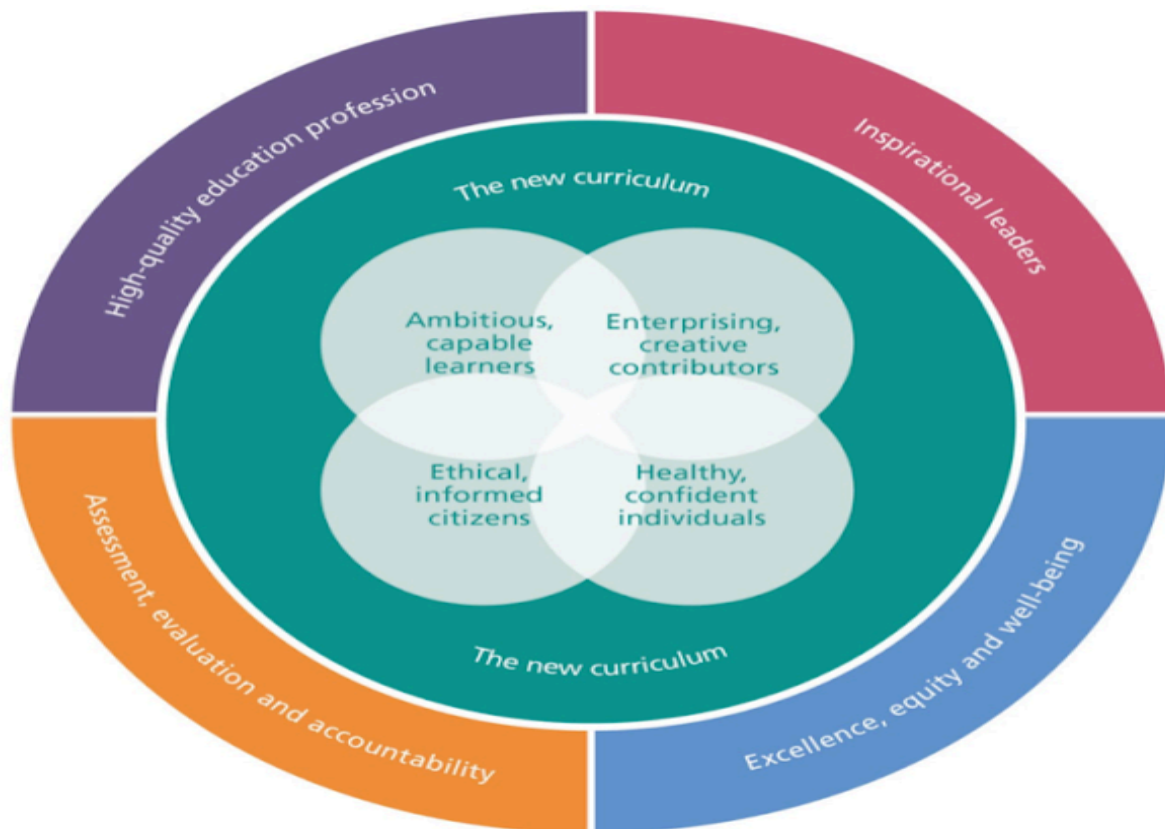 High-quality education profession
Inspirational leaders
The new curriculum
Ambitious,
capable
learners
Enterprising,
creative
contributors
Ethical,
informed
citizens
Healthy,
confident
individuals
The new curriculum
Assessment, evaluation and accountability
Excellence, equity and well-being